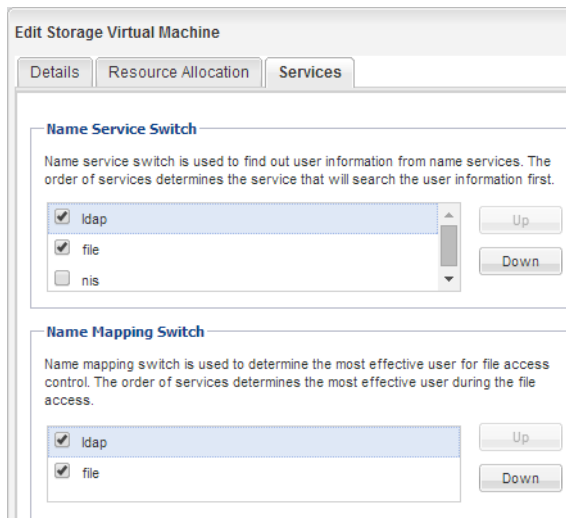 Edit Storage Virtual Machine
Details Resource Allocation Services
Name Service Switch
Name service switch is used to find out user information from name services. The
order of services determines the service that will search the user information first.
ldap
Up
file
Down
nis
Name Mapping Switch
Name mapping switch is used to determine the most effective user for file access
control. The order of services determines the most effective user during the file
access.
ldap
Up
file
Down